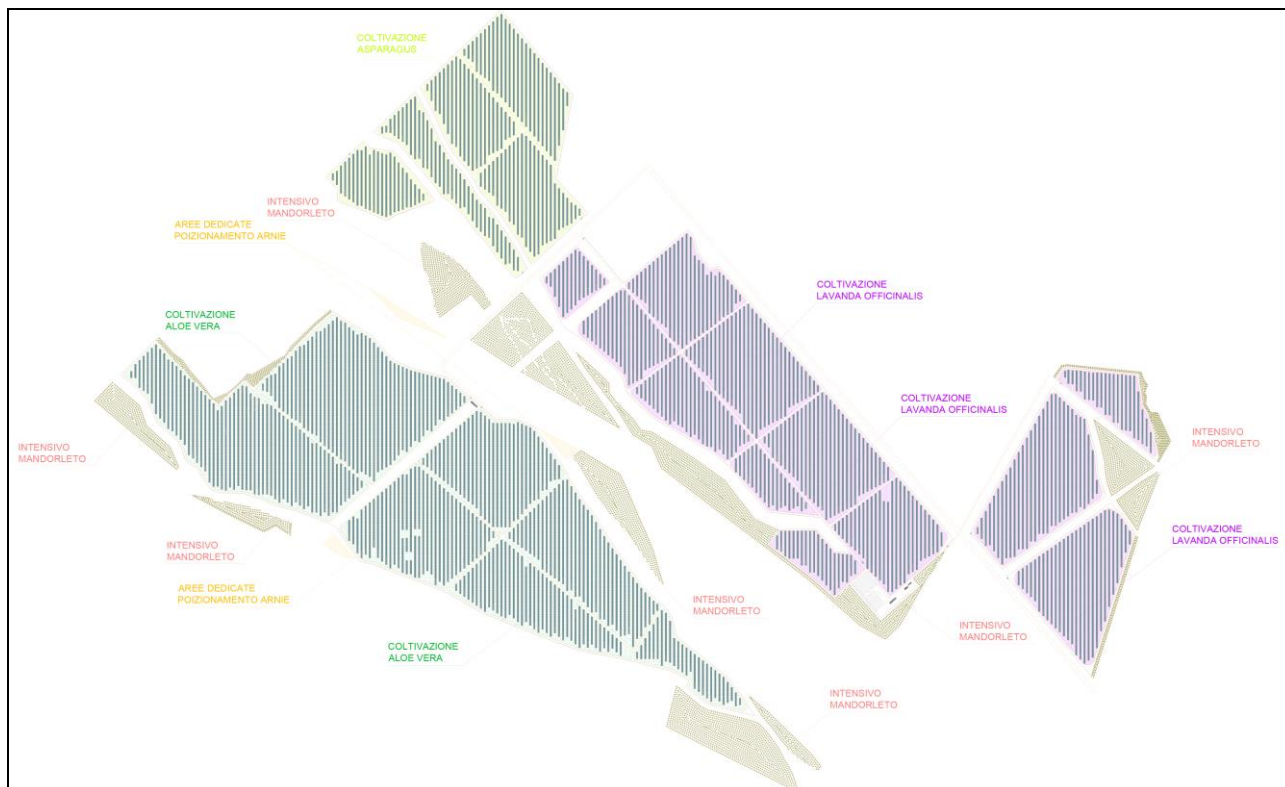 COLTIVAZIONE
ASPARAGUS
INTENSIVO
MANDORLETO
AREE DEDICATE
POIZIONAMENTO ARNIE
COLTIVAZIONE
LAVANDA OFFICINALIS
COLTIVAZIONE
ALOE VERA
COLTIVAZIONE
LAVANDA OFFICINALIS
INTENSIVO
MANDORLETO
INTENSIVO
MANDORLETO
COLTIVAZIONE
LAVANDA OFFICINALIS
INTENSIVO
MANDORLETO
AREE DEDICATE
POIZIONAMENTO ARNIE
INTENSIVO
MANDORLETO
INTENSIVO
MANDORLETO
COLTIVAZIONE
ALOE VERA
INTENSIVO
MANDORLETO